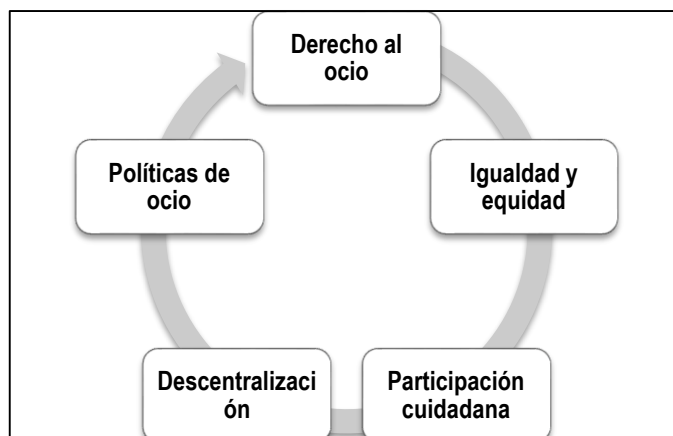 Derecho al
ocio
Igualdad y
equidad
Participación
cuidadana
Descentralizaci
ón
Políticas de
ocio